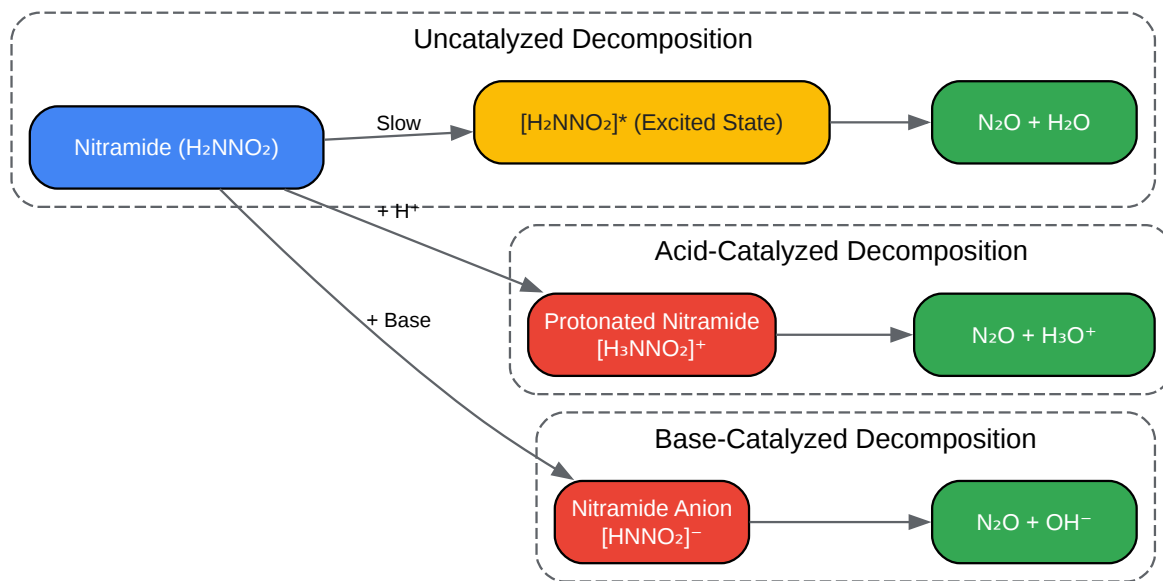 Uncatalyzed Decomposition
Nitramide (H₂NNO₂)
Slow
[H₂NNO₂]* (Excited State)
N₂O + H₂O
+ H⁺
Acid-Catalyzed Decomposition
Protonated Nitramide
[H₃NNO₂]⁺
N₂O + H₃O⁺
+ Base
Base-Catalyzed Decomposition
Nitramide Anion
[HNNO₂]⁻
N₂O + OH⁻